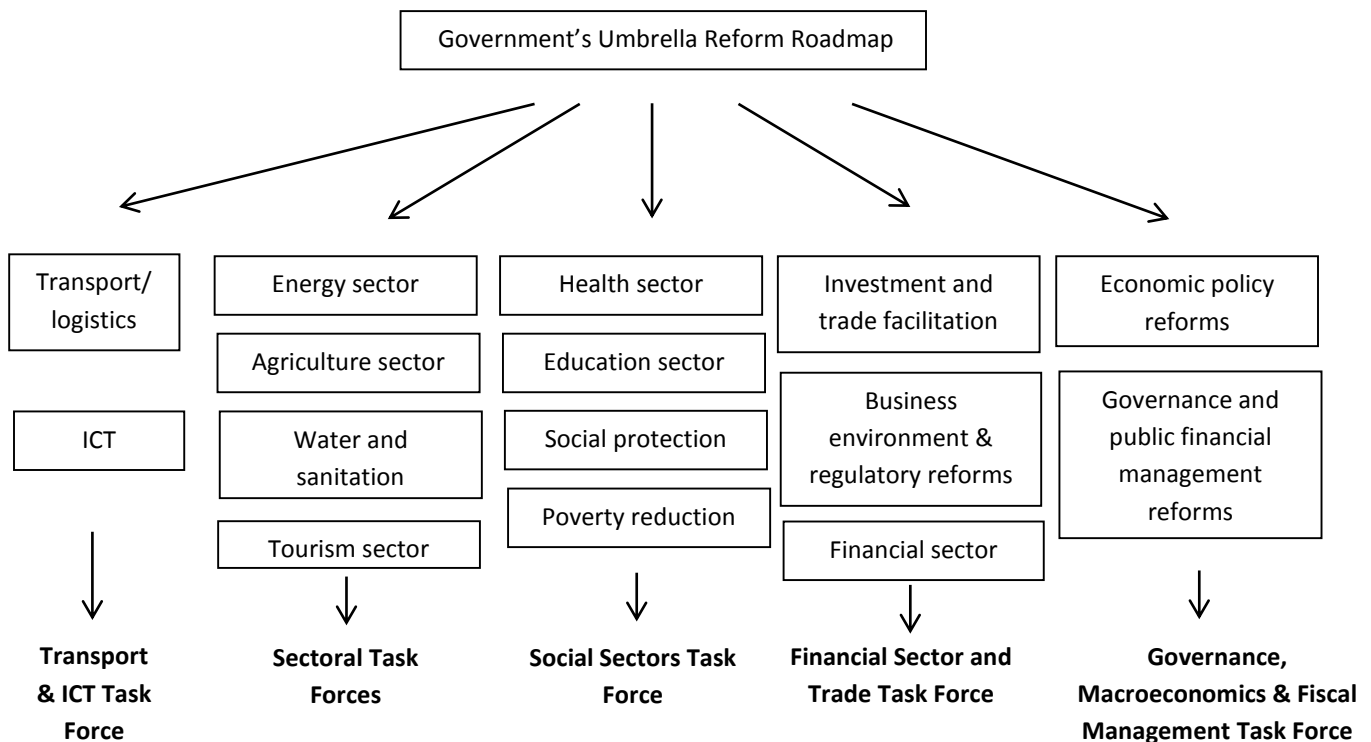 Government’s Umbrella Reform Roadmap
Transport/
logistics
ICT
Transport
& ICT Task
Force
Energy sector
Agriculture sector
Water and
sanitation
Tourism sector
Sectoral Task
Forces
Health sector
Education sector
Social protection
Poverty reduction
Social Sectors Task
Force
Investment and
trade facilitation
Business
environment &
regulatory reforms
Financial sector
Financial Sector and
Trade Task Force
Economic policy
reforms
Governance and
public financial
management
reforms
Governance,
Macroeconomics & Fiscal
Management Task Force